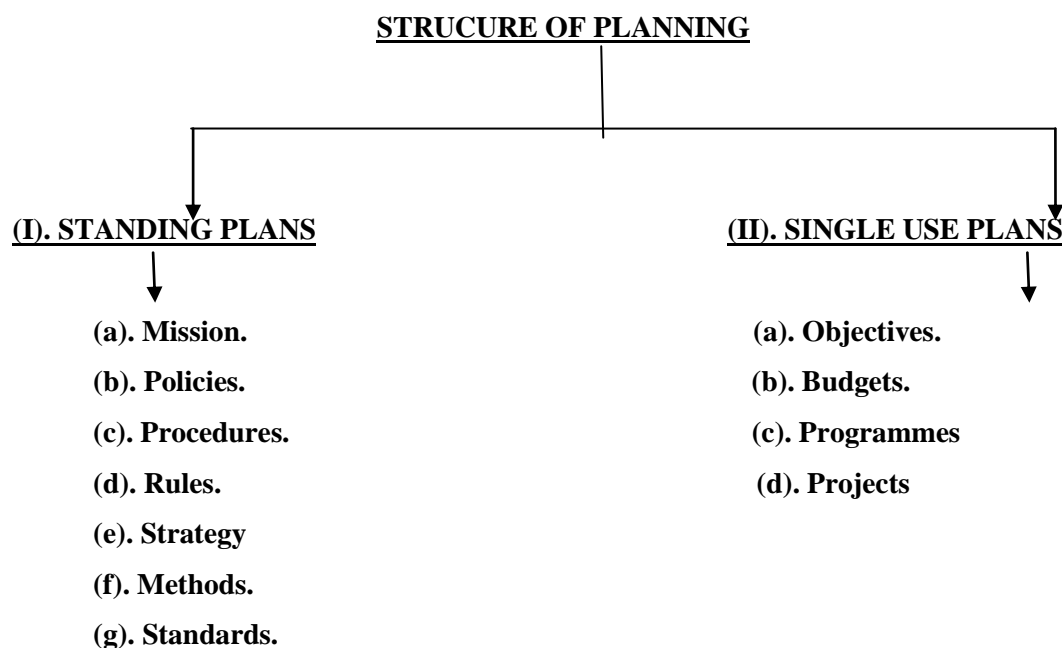 STRUCURE OF PLANNING
(I). STANDING PLANS
(a). Mission.
(b). Policies.
(c). Procedures.
(d). Rules.
(e). Strategy
(f). Methods.
(g). Standards.
(II). SINGLE USE PLANS
(a). Objectives.
(b). Budgets.
(c). Programmes
(d). Projects